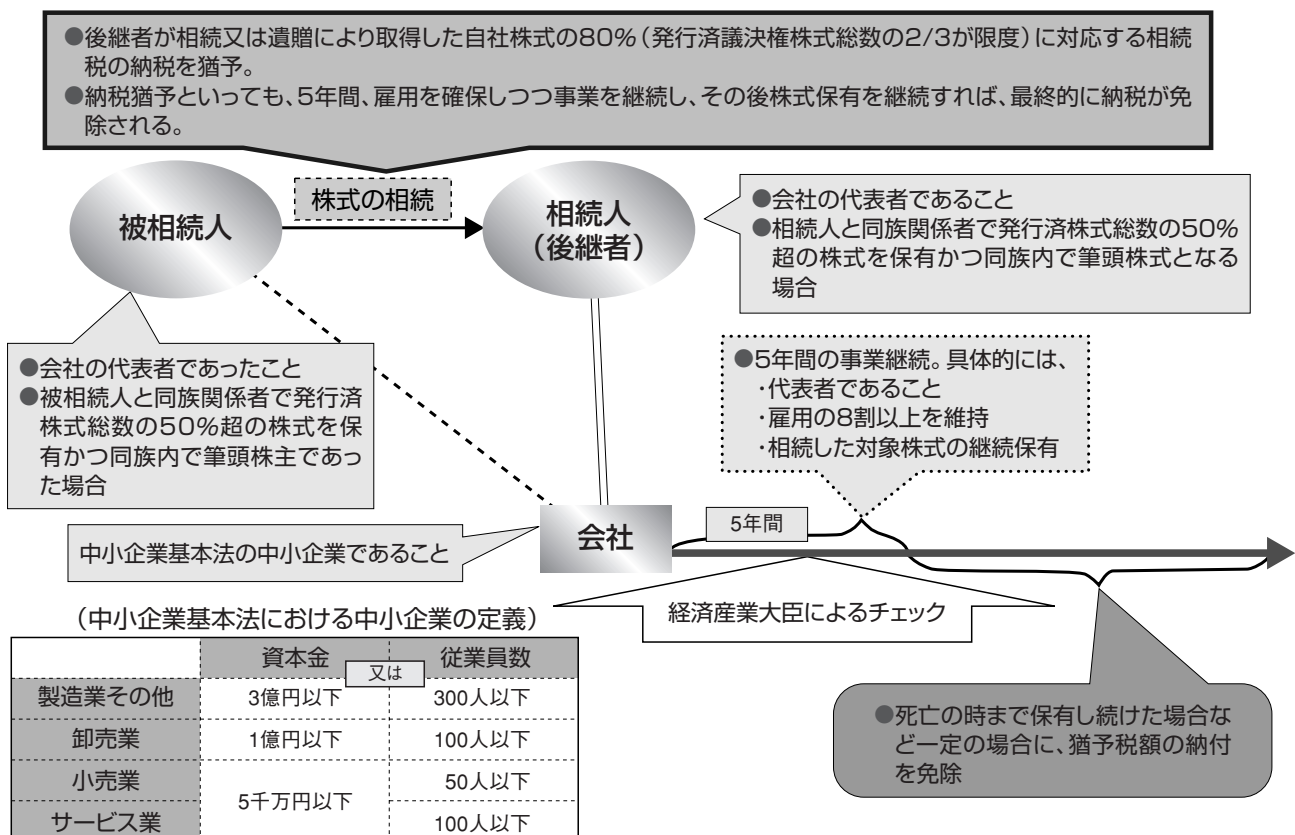 ●後継者が相続又は遺贈により取得した自社株式の80%(発行済議決権株式総数の2/3が限度)に対応する相続
税の納税を猶予。
●納税猶予といっても、5年間、雇用を確保しつつ事業を継続し、その後株式保有を継続すれば、最終的に納税が免
除される。
被相続人
株式の相続
相続人
(後継者)
●会社の代表者であること
●相続人と同族関係者で発行済株式総数の50%
超の株式を保有かつ同族内で筆頭株式となる
場合
●会社の代表者であったこと
●被相続人と同族関係者で発行済
株式総数の50%超の株式を保
有かつ同族内で筆頭株主であっ
た場合
●5年間の事業継続。具体的には、
・代表者であること
・雇用の8割以上を維持
・相続した対象株式の継続保有
中小企業基本法の中小企業であること
会社
5年間
経済産業大臣によるチェック
(中小企業基本法における中小企業の定義)
資本金 又は 従業員数
製造業その他 3億円以下 300人以下
卸売業 1億円以下 100人以下
小売業 5千万円以下 50人以下
サービス業 100人以下
●死亡の時まで保有し続けた場合な
ど一定の場合に、猶予税額の納付
を免除